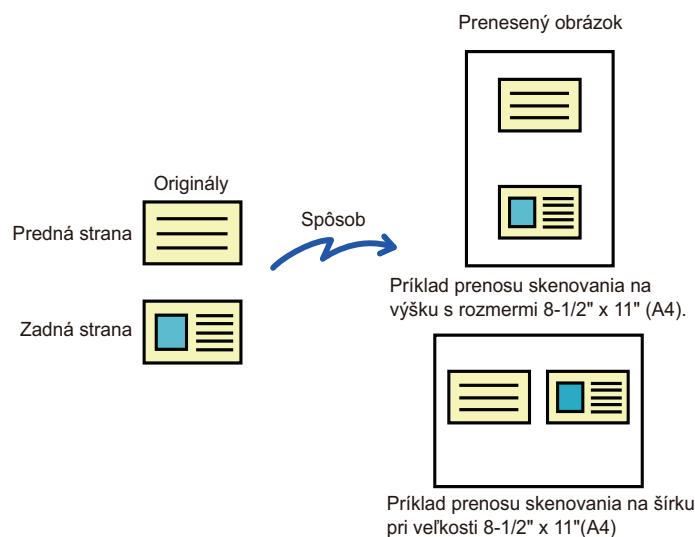 Prenesený obrázok
Originály
Predná strana
Spôsob
Zadná strana
Príklad prenosu skenovania na
výšku s rozmermi 8-1/2" x 11" (A4).
Príklad prenosu skenovania na šírku
pri veľkosti 8-1/2" x 11"(A4)